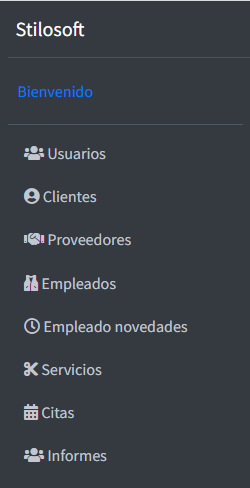 Stilosoft
Bienvenido
Usuarios
Clientes
Proveedores
Empleados
Empleado novedades
Servicios
Citas
Informes